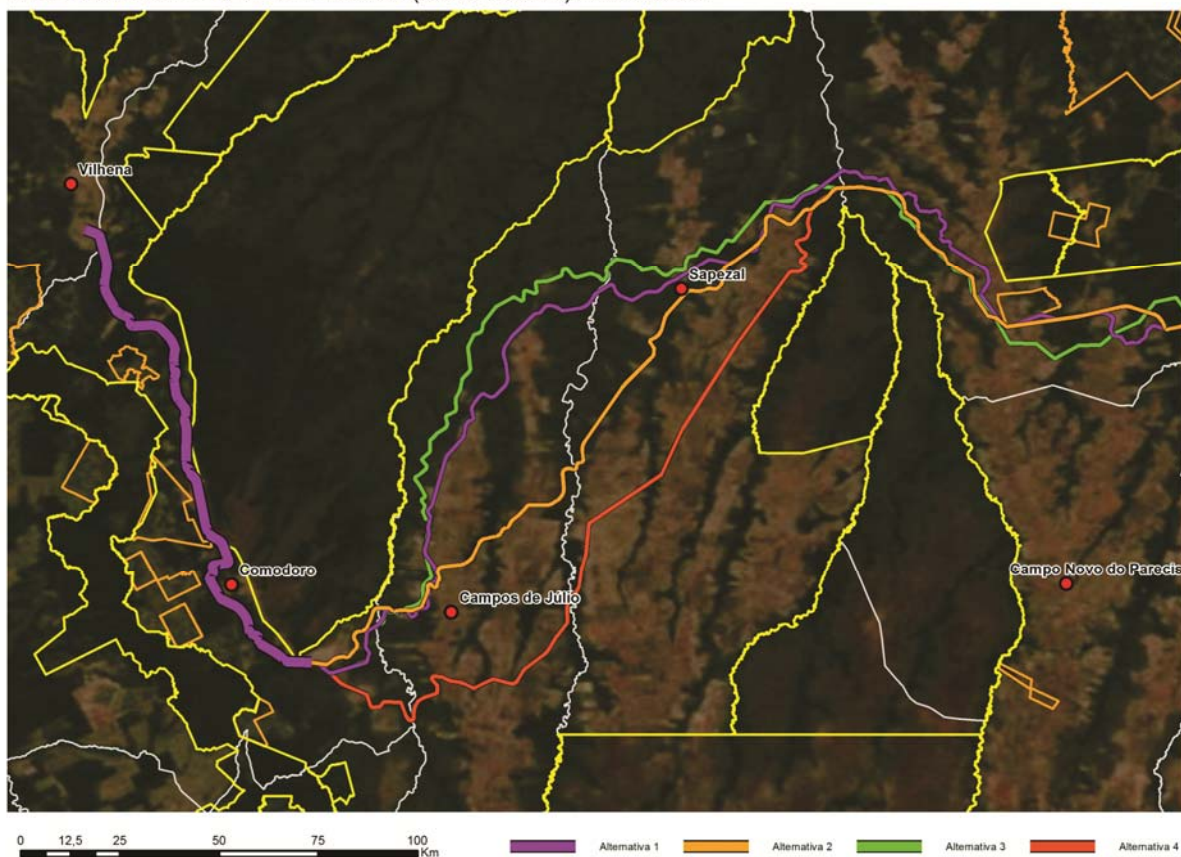 Vilhena
Sapezal
Comodoro
Campos de Júlio
Campo Novo do Parecis
0 12,5 25 50 75 100
Km
Alternativa 1 Alternativa 2 Alternativa 3 Alternativa 4